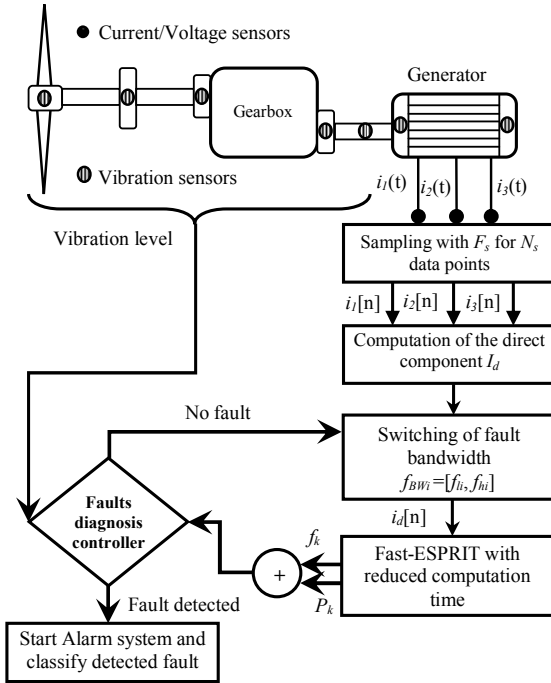 Current/Voltage sensors
Generator
Gearbox
Vibration sensors
i1(t)
i2(t)
i3(t)
Vibration level
Sampling with Fs for Ns
data points
i1[n]
i2[n]
i3[n]
Computation of the direct
component Id
No fault
Switching of fault
bandwidth
fBWi=[fli, fhi]
id[n]
Faults
diagnosis
controller
fk
+
Pk
Fast-ESPRIT with
reduced computation
time
Fault detected
Start Alarm system and
classify detected fault